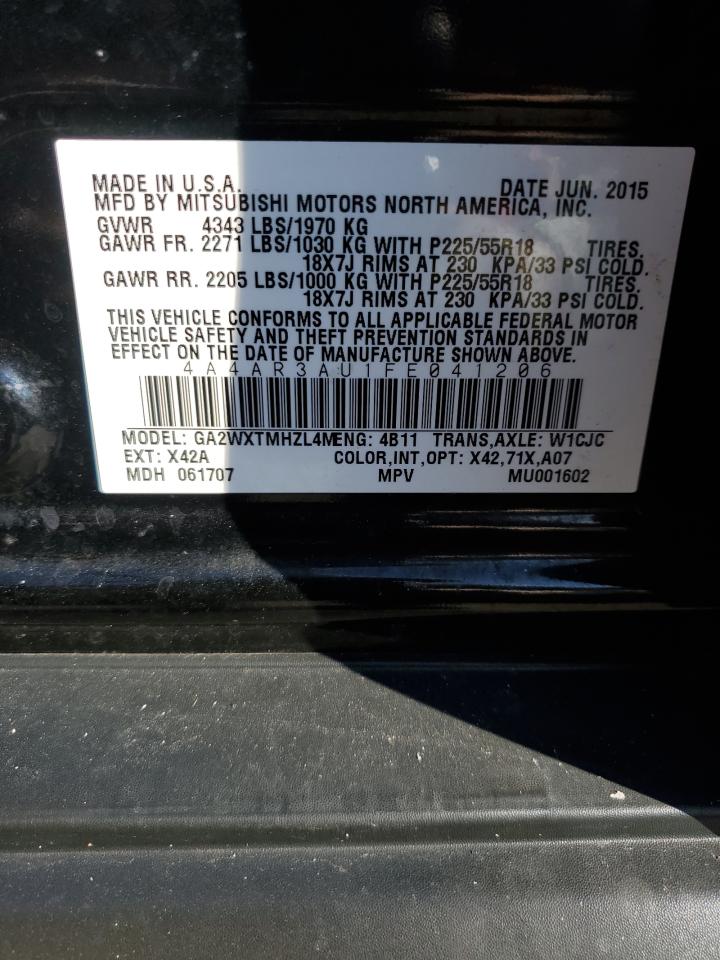 MADE IN U.S.A. DATE JUN. 2015
MFD BY MITSUBISHI MOTORS NORTH AMERICA, INC.
GVWR 4343 LBS/1970 KG
GAWR FR. 2271 LBS/1030 KG WITH P225/55R18 TIRES.
18X7J RIMS AT 230 KPA/33 PSI COLD.
GAWR RR. 2205 LBS/1000 KG WITH P225/55R18 TIRES.
18X7J RIMS AT 230 KPA/33 PSI COLD.
THIS VEHICLE CONFORMS TO ALL APPLICABLE FEDERAL MOTOR
VEHICLE SAFETY AND THEFT PREVENTION STANDARDS IN
EFFECT ON THE DATE OF MANUFACTURE SHOWN ABOVE.
4A4AR3AU1FE041206
MODEL: GA2WXTMHZL4M ENG: 4B11 TRANS,AXLE: W1CJC
EXT: X42A COLOR,INT,OPT: X42,71X,A07
MDH 061707 MPV MU001602